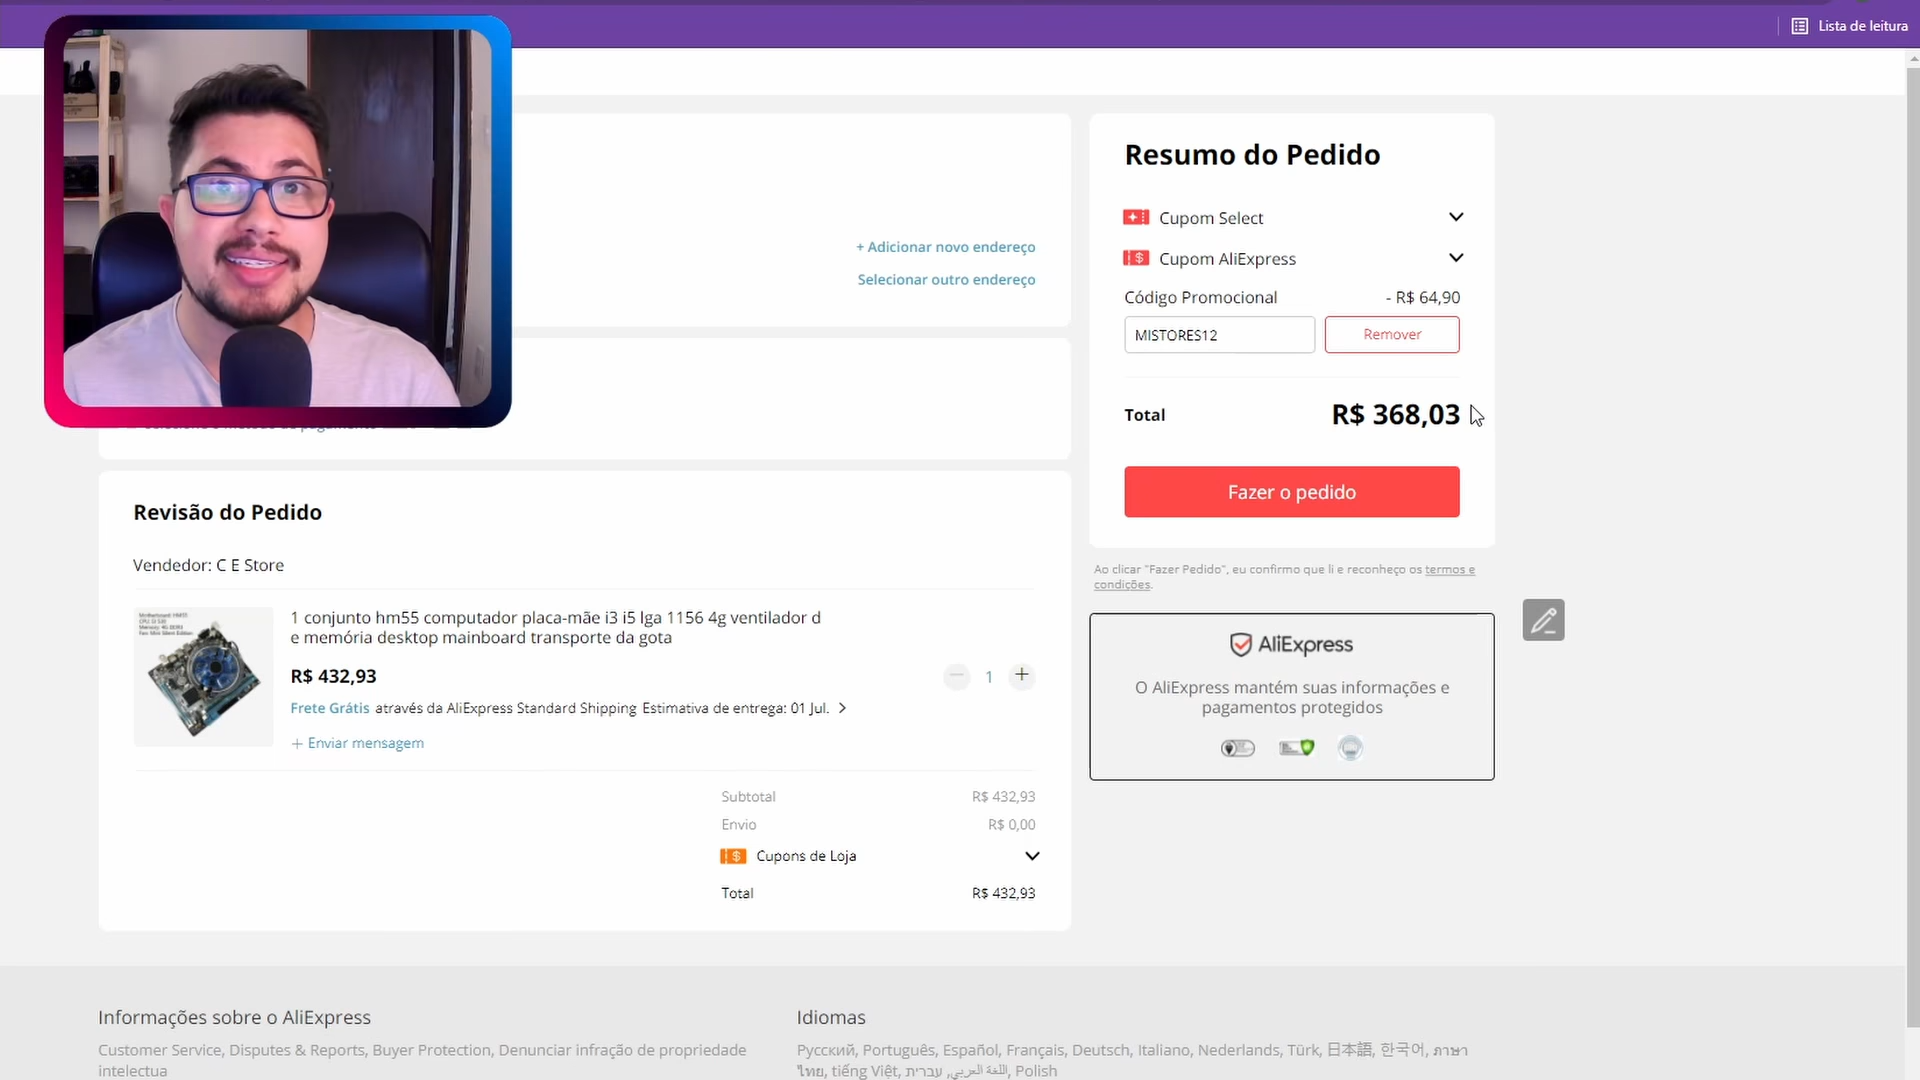 Lista de leitura
+ Adicionar novo endereço
Selecionar outro endereço
Resumo do Pedido
Cupom Select
Cupom AliExpress
Código Promocional - R$ 64,90
MISTORES12 Remover
Total R$ 368,03
Fazer o pedido
Ao clicar "Fazer Pedido", eu confirmo que li e reconheço os termos e
condições.
AliExpress
O AliExpress mantém suas informações e
pagamentos protegidos
Revisão do Pedido
Vendedor: C E Store
1 conjunto hm55 computador placa-mãe i3 i5 lga 1156 4g ventilador d
e memória desktop mainboard transporte da gota
R$ 432,93 1
Frete Grátis através da AliExpress Standard Shipping Estimativa de entrega: 01 Jul.
+ Enviar mensagem
Subtotal R$ 432,93
Envio R$ 0,00
Cupons de Loja
Total R$ 432,93
Informações sobre o AliExpress
Customer Service, Disputes & Reports, Buyer Protection, Denunciar infração de propriedade
intelectua
Idiomas
Pусский, Português, Español, Français, Deutsch, Italiano, Nederlands, Türk, 日本語, 한국어, ภาษา
ไทย, tiếng Việt, اللغة العربي, עברית, Polish